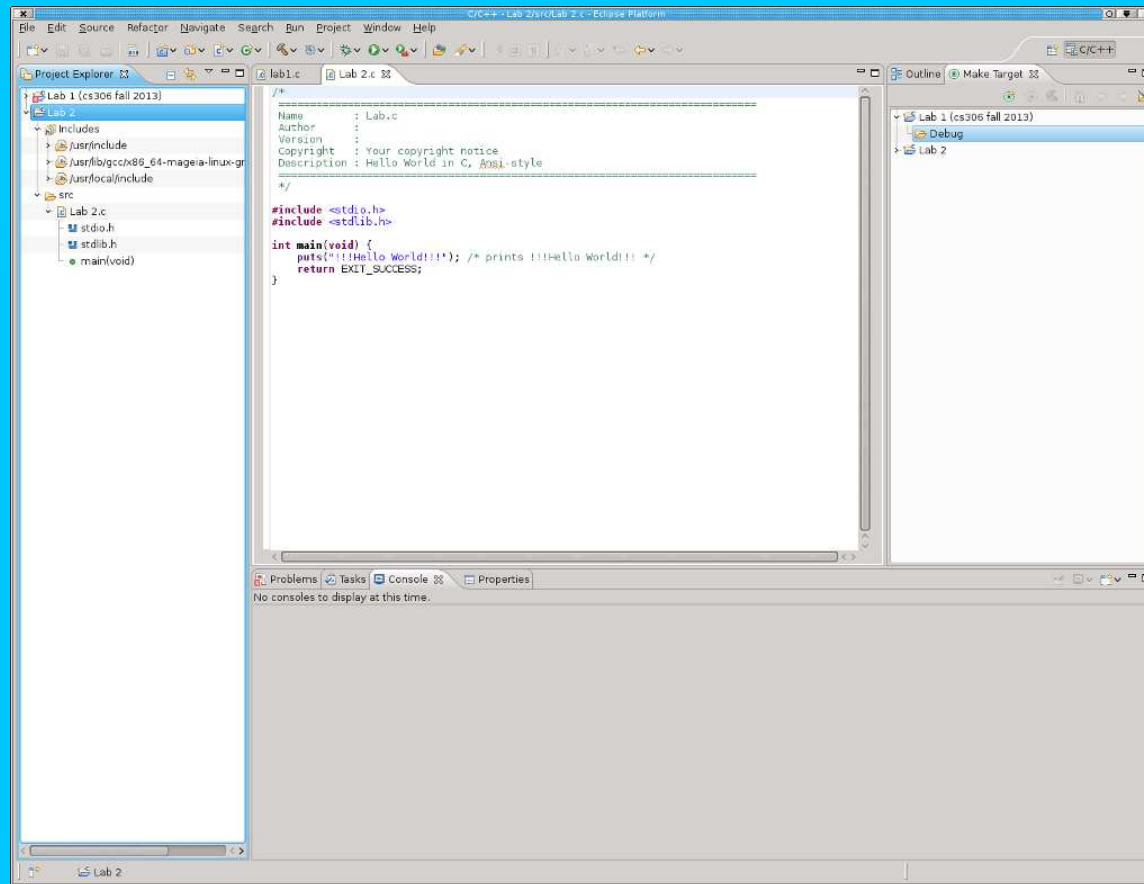 C/C++ - Lab 2/src/Lab 2.c - Eclipse Platform
File Edit Source Refactor Navigate Search Run Project Window Help
C/C++
Project Explorer
Lab 1 (cs306 fall 2013)
Lab 2
Includes
/usr/include
/usr/lib/gcc/x86_64-mageia-linux-gr
/usr/local/include
src
Lab 2.c
stdio.h
stdlib.h
main(void)
lab1.c Lab 2.c
/*
============================================================================
Name : Lab.c
Author :
Version :
Copyright : Your copyright notice
Description : Hello World in C, Ansi-style
============================================================================
*/
#include <stdio.h>
#include <stdlib.h>
int main(void) {
puts("!!!Hello World!!!"); /* prints !!!Hello World!!! */
return EXIT_SUCCESS;
}
Outline Make Target
Lab 1 (cs306 fall 2013)
Debug
Lab 2
Problems Tasks Console Properties
No consoles to display at this time.
Lab 2